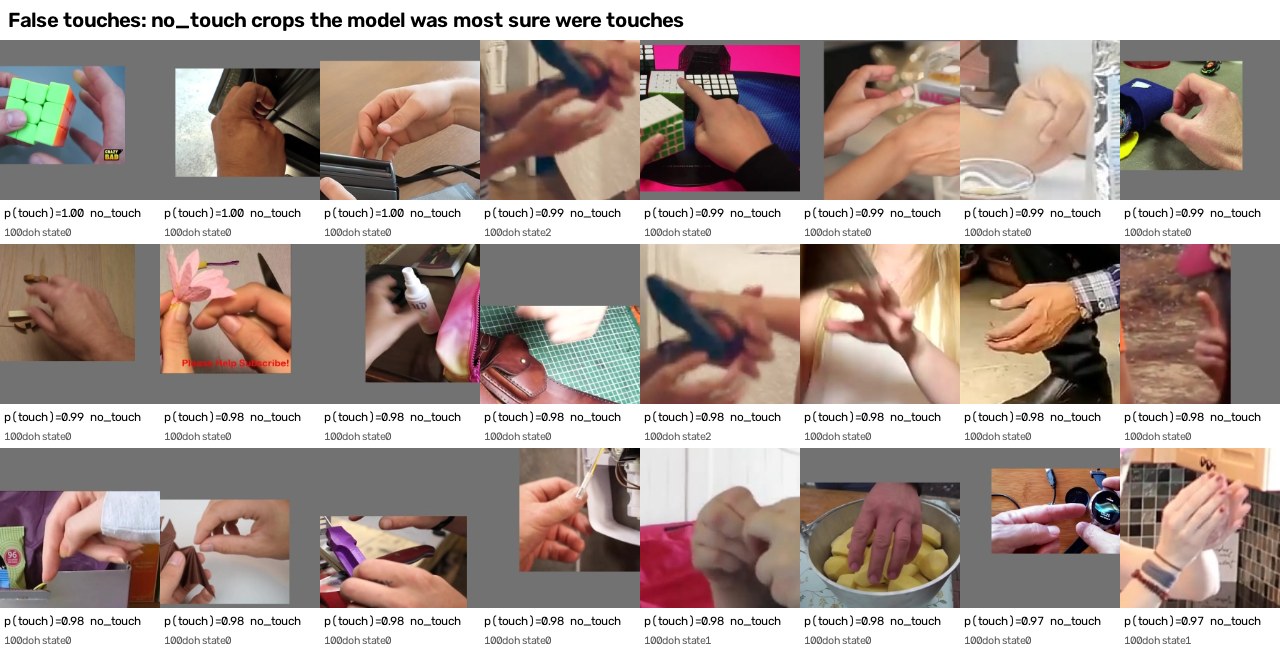 False touches: no_touch crops the model was most sure were touches
CRAZY
BAD
p(touch)=1.00 no_touch
100doh state0
p(touch)=1.00 no_touch
100doh state0
p(touch)=1.00 no_touch
100doh state0
p(touch)=0.99 no_touch
100doh state2
p(touch)=0.99 no_touch
100doh state0
p(touch)=0.99 no_touch
100doh state0
p(touch)=0.99 no_touch
100doh state0
p(touch)=0.99 no_touch
100doh state0
Please Help Subscribe!
p(touch)=0.99 no_touch
100doh state0
p(touch)=0.98 no_touch
100doh state0
p(touch)=0.98 no_touch
100doh state0
p(touch)=0.98 no_touch
100doh state0
p(touch)=0.98 no_touch
100doh state2
p(touch)=0.98 no_touch
100doh state0
p(touch)=0.98 no_touch
100doh state0
p(touch)=0.98 no_touch
100doh state0
96
p(touch)=0.98 no_touch
100doh state0
p(touch)=0.98 no_touch
100doh state0
p(touch)=0.98 no_touch
100doh state0
p(touch)=0.98 no_touch
100doh state0
p(touch)=0.98 no_touch
100doh state1
p(touch)=0.98 no_touch
100doh state0
p(touch)=0.97 no_touch
100doh state0
p(touch)=0.97 no_touch
100doh state1